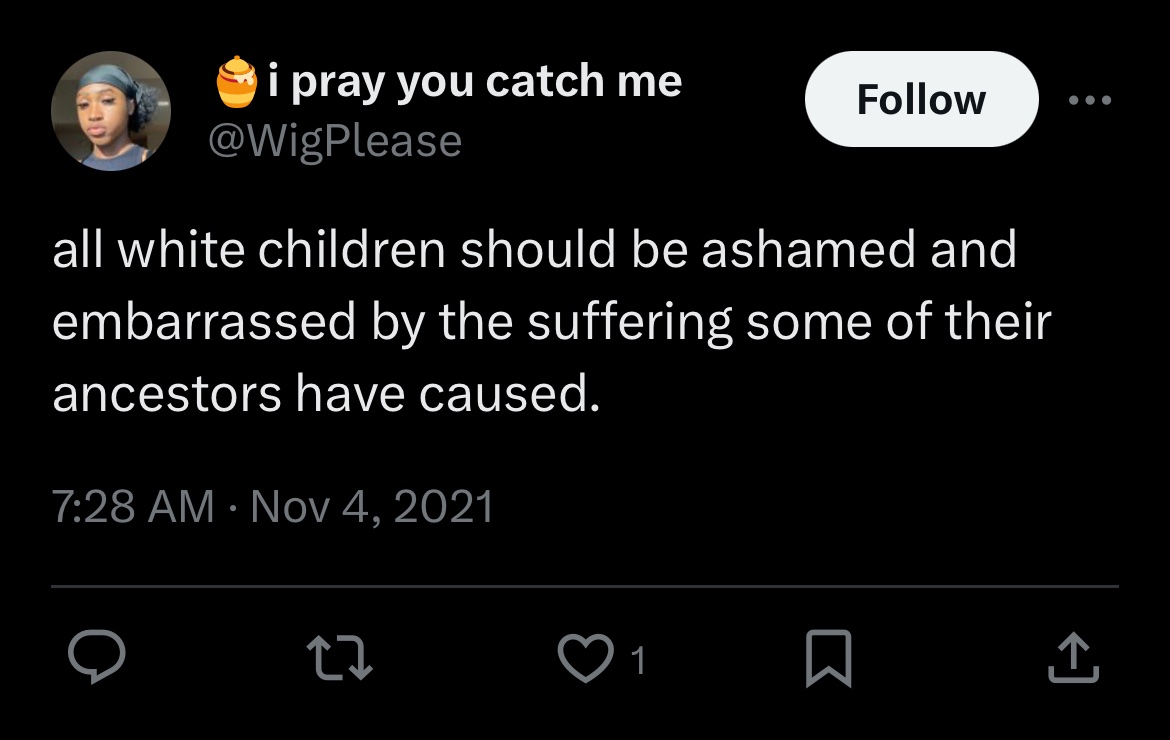 🍯i pray you catch me
Follow
@WigPlease
all white children should be ashamed and
embarrassed by the suffering some of their
ancestors have caused.
7:28 AM · Nov 4, 2021
1